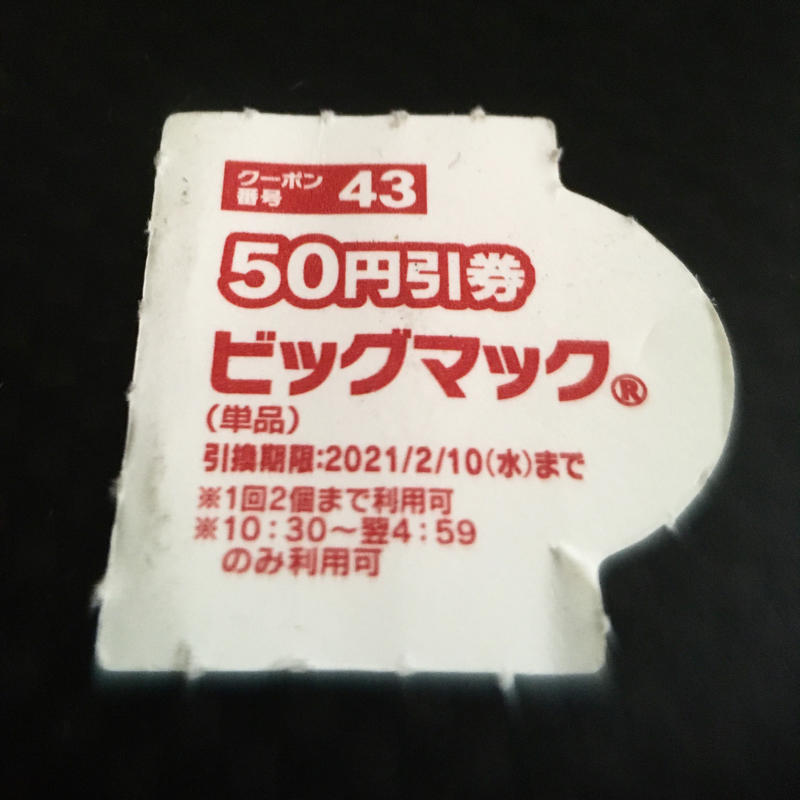 クーポン番号 43
50円引券
ビッグマック®
(単品)
引換期限:2021/2/10(水)まで
※1回2個まで利用可
※10:30〜翌4:59
のみ利用可